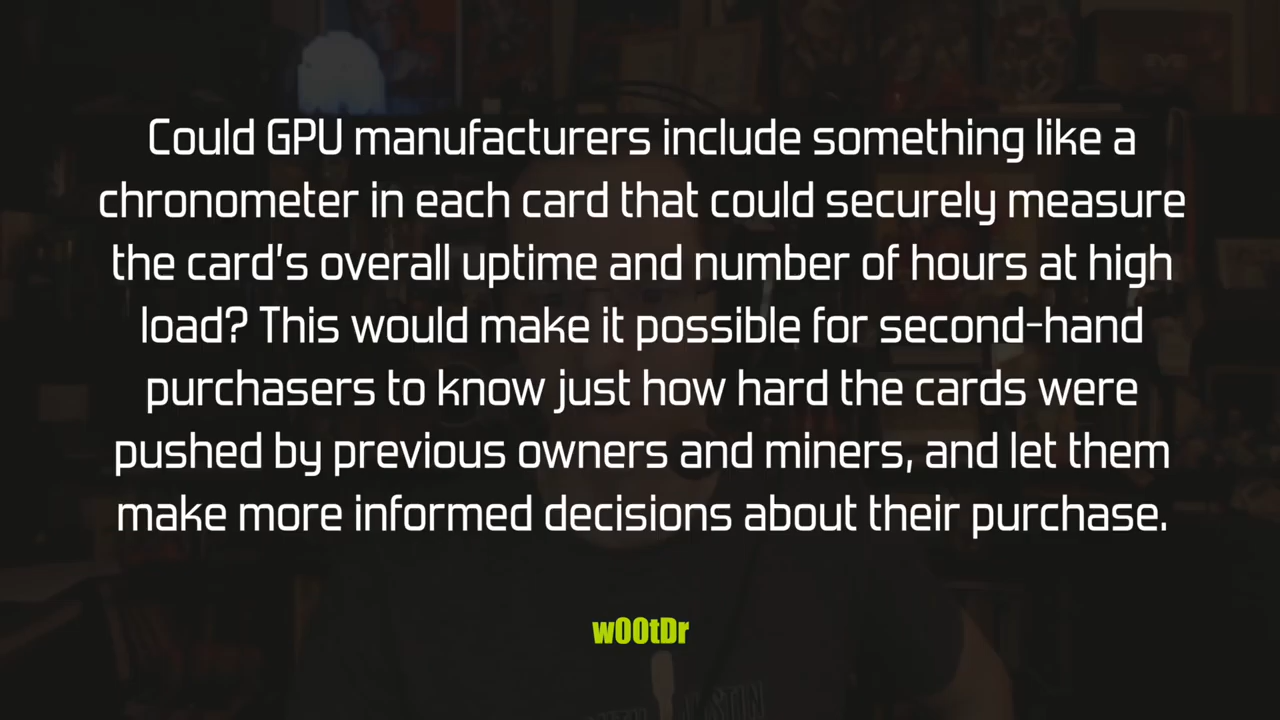 Could GPU manufacturers include something like a
chronometer in each card that could securely measure
the card's overall uptime and number of hours at high
load? This would make it possible for second-hand
purchasers to know just how hard the cards were
pushed by previous owners and miners, and let them
make more informed decisions about their purchase.
w00tDr